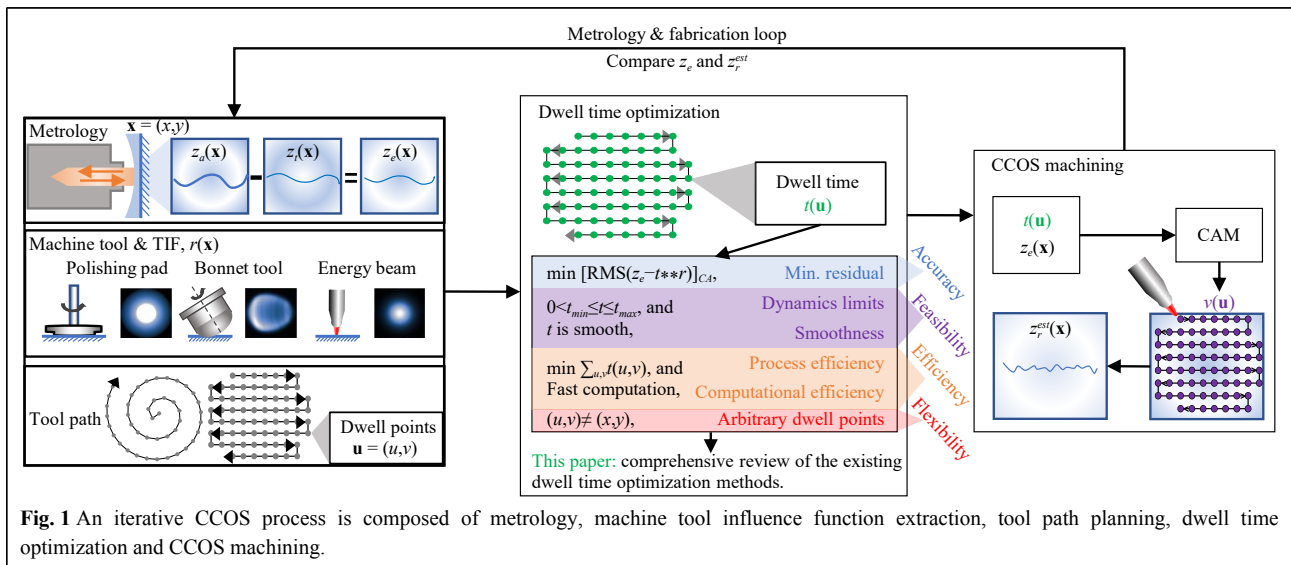 Metrology & fabrication loop
Compare z_e and z_r^{est}
Metrology
x = (x,y)
z_a(x)
-
z_t(x)
=
z_e(x)
Machine tool & TIF, r(x)
Polishing pad
Bonnet tool
Energy beam
Tool path
Dwell points
u = (u,v)
Dwell time optimization
Dwell time
t(u)
min [RMS(z_e−t**r)]_{CA}, Min. residual
0<t_{min}≤t≤t_{max}, and Dynamics limits
t is smooth, Smoothness
min ∑_{u,v}t(u,v), and Process efficiency
Fast computation, Computational efficiency
(u,v)≠ (x,y), Arbitrary dwell points
Accuracy
Feasibility
Efficiency
Flexibility
This paper: comprehensive review of the existing
dwell time optimization methods.
CCOS machining
t(u)
z_e(x)
CAM
v(u)
z_r^{est}(x)
Fig. 1 An iterative CCOS process is composed of metrology, machine tool influence function extraction, tool path planning, dwell time
optimization and CCOS machining.